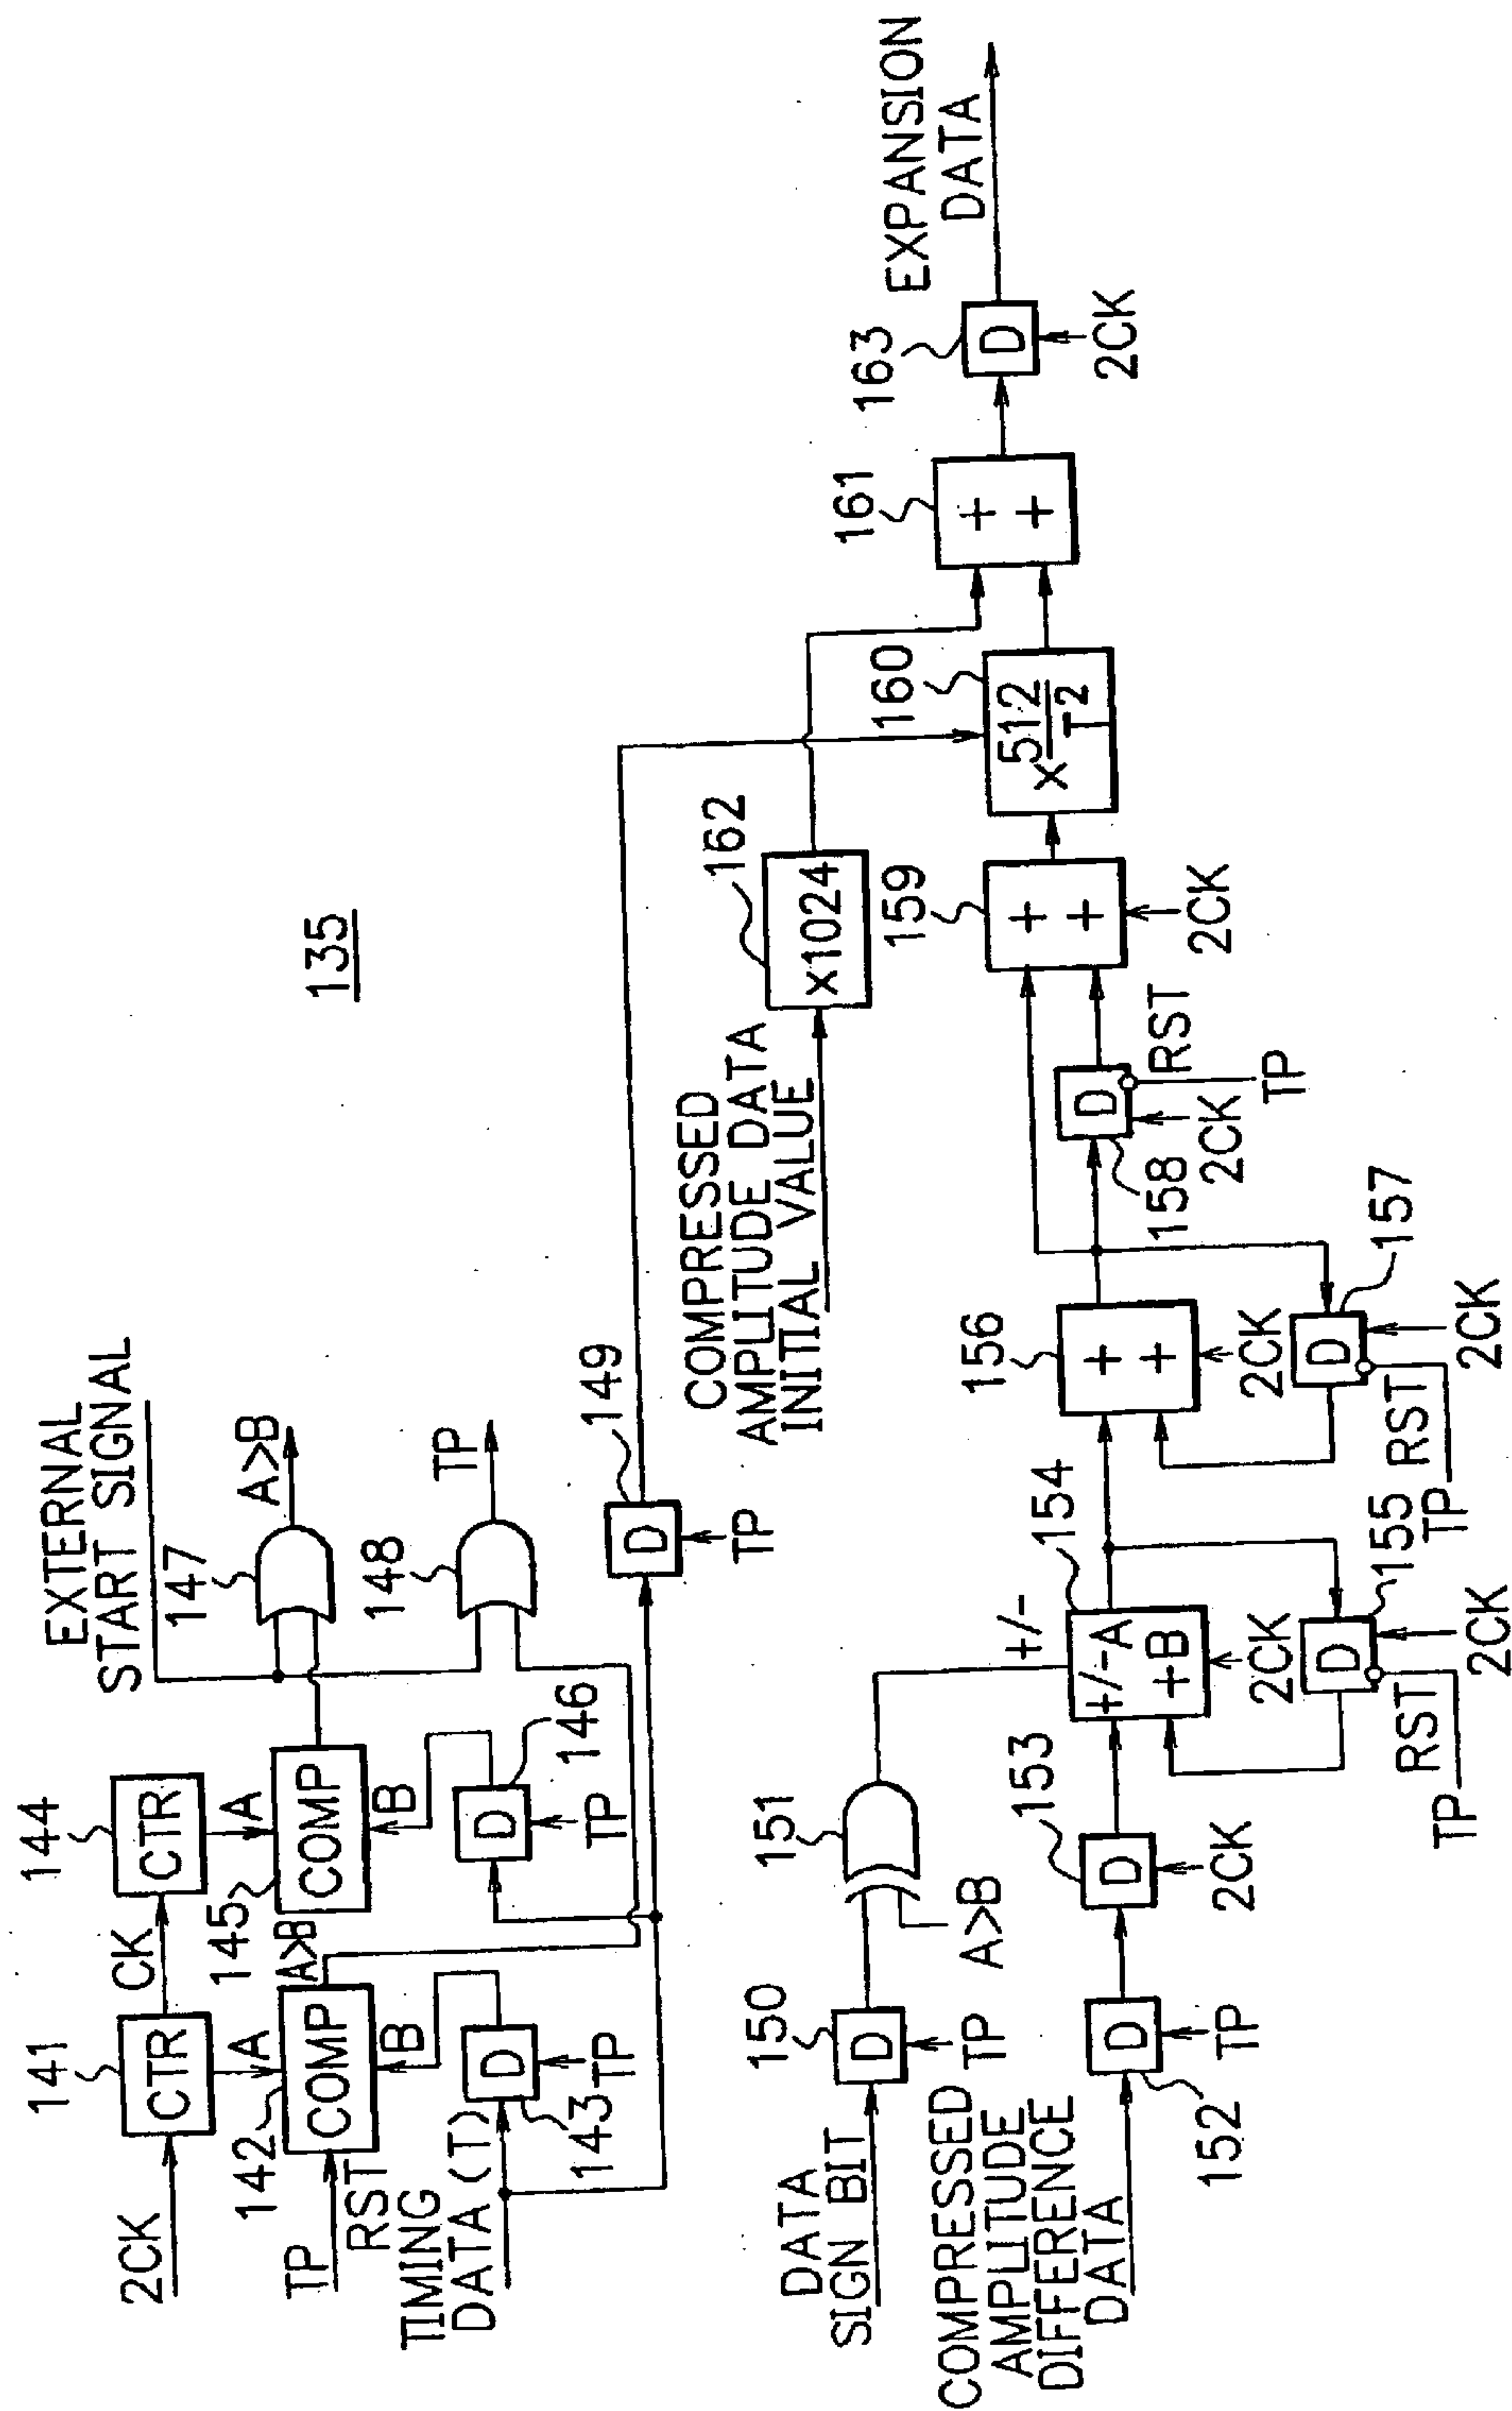 135
141
CTR
2CK
CK
144
CTR
A
A
142
COMP
TP
RST
A>B
145
COMP
B
B
TIMING
DATA (T)
D
143
TP
D
146
TP
EXTERNAL
START SIGNAL
147
A>B
148
TP
149
D
TP
COMPRESSED
AMPLITUDE DATA
INITIAL VALUE
162
×1024
DATA
SIGN BIT
150
D
TP
151
A>B
+/-
COMPRESSED
AMPLITUDE
DIFFERENCE
DATA
D
152
TP
153
D
2CK
154
+/-A
+B
2CK
D
155
2CK
RST
TP
156
+
+
2CK
D
157
2CK
RST
TP
D
158
2CK
RST
TP
159
+
+
2CK
160
×512
T2
161
+
+
163
D
2CK
EXPANSION
DATA